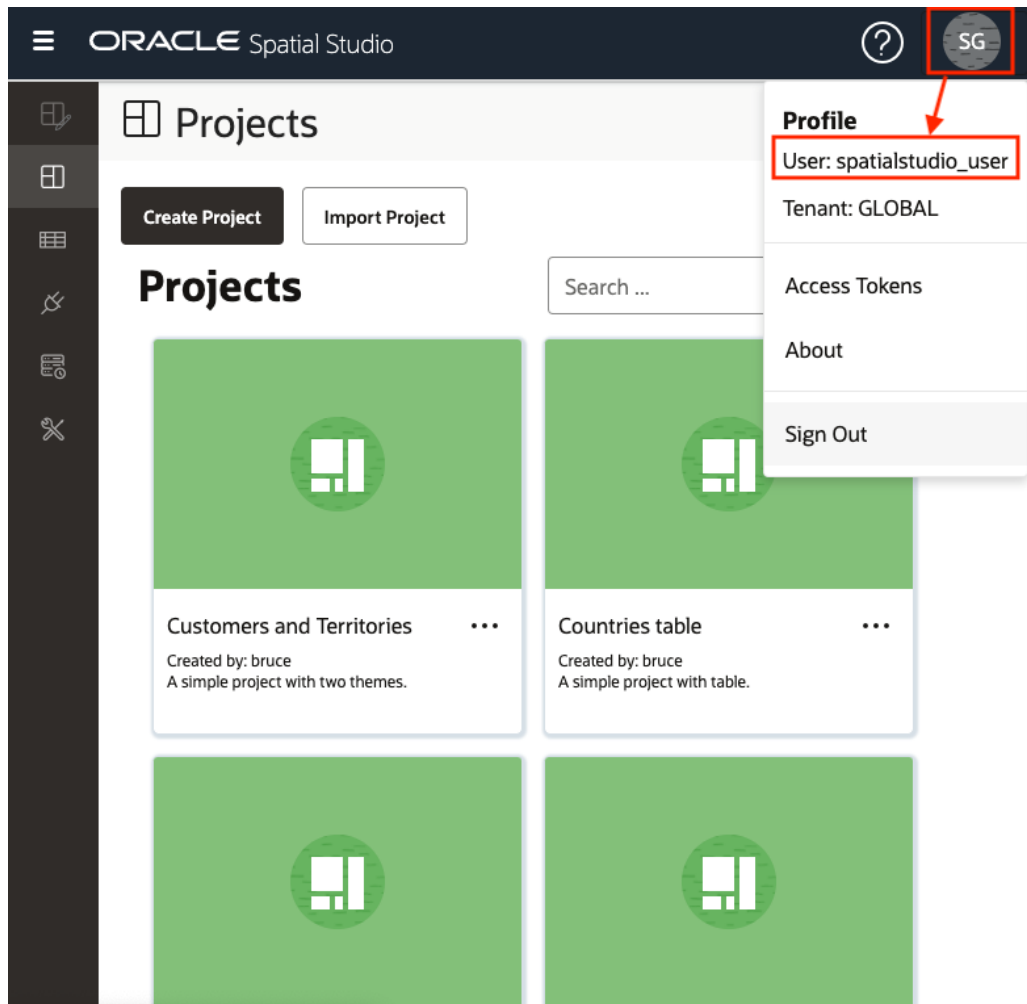 ORACLE Spatial Studio
?
SG
Projects
Profile
User: spatialstudio_user
Tenant: GLOBAL
Access Tokens
About
Sign Out
Create Project
Import Project
Projects
Search ...
Customers and Territories
Created by: bruce
A simple project with two themes.
Countries table
Created by: bruce
A simple project with table.